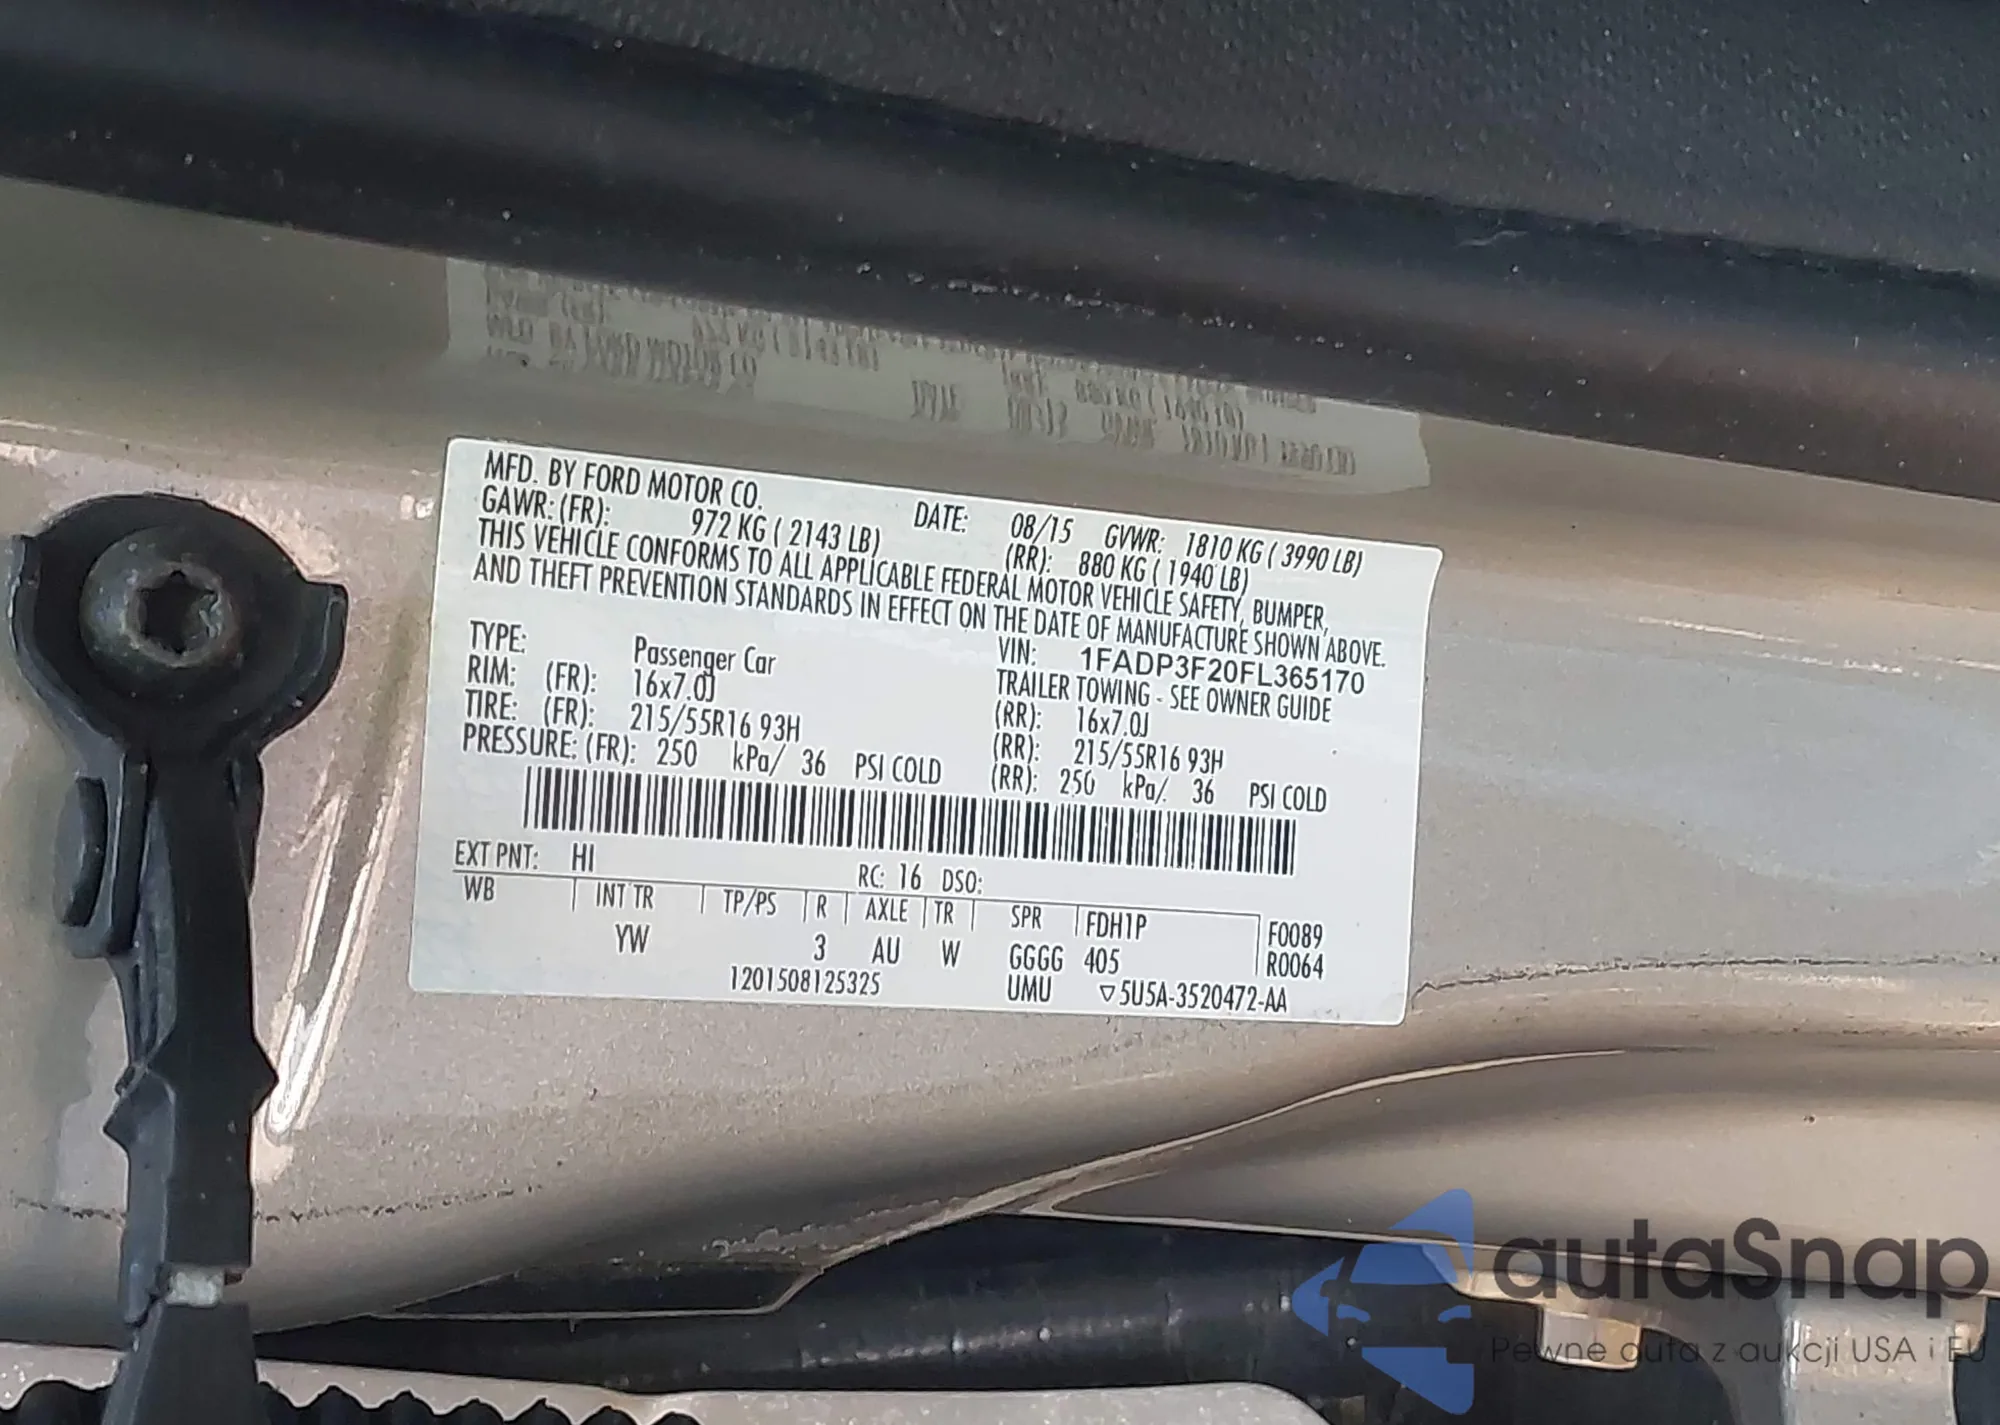 MFD. BY FORD MOTOR CO. DATE: 08/15 GVWR: 1810 KG ( 3990 LB)
GAWR: (FR): 972 KG ( 2143 LB) (RR): 880 KG ( 1940 LB)
THIS VEHICLE CONFORMS TO ALL APPLICABLE FEDERAL MOTOR VEHICLE SAFETY, BUMPER,
AND THEFT PREVENTION STANDARDS IN EFFECT ON THE DATE OF MANUFACTURE SHOWN ABOVE.
VIN: 1FADP3F20FL365170
TYPE: Passenger Car TRAILER TOWING - SEE OWNER GUIDE
RIM: (FR): 16x7.0J (RR): 16x7.0J
TIRE: (FR): 215/55R16 93H (RR): 215/55R16 93H
PRESSURE: (FR): 250 kPa/ 36 PSI COLD (RR): 250 kPa/. 36 PSI COLD
EXT PNT: HI RC: 16 DSO:
WB INT TR TP/PS R AXLE TR SPR FDH1P F0089
YW 3 AU W GGGG 405 R0064
1201508125325 UMU ▽5U5A-3520472-AA
autaSnap
Pewne auta z aukcji USA i EU